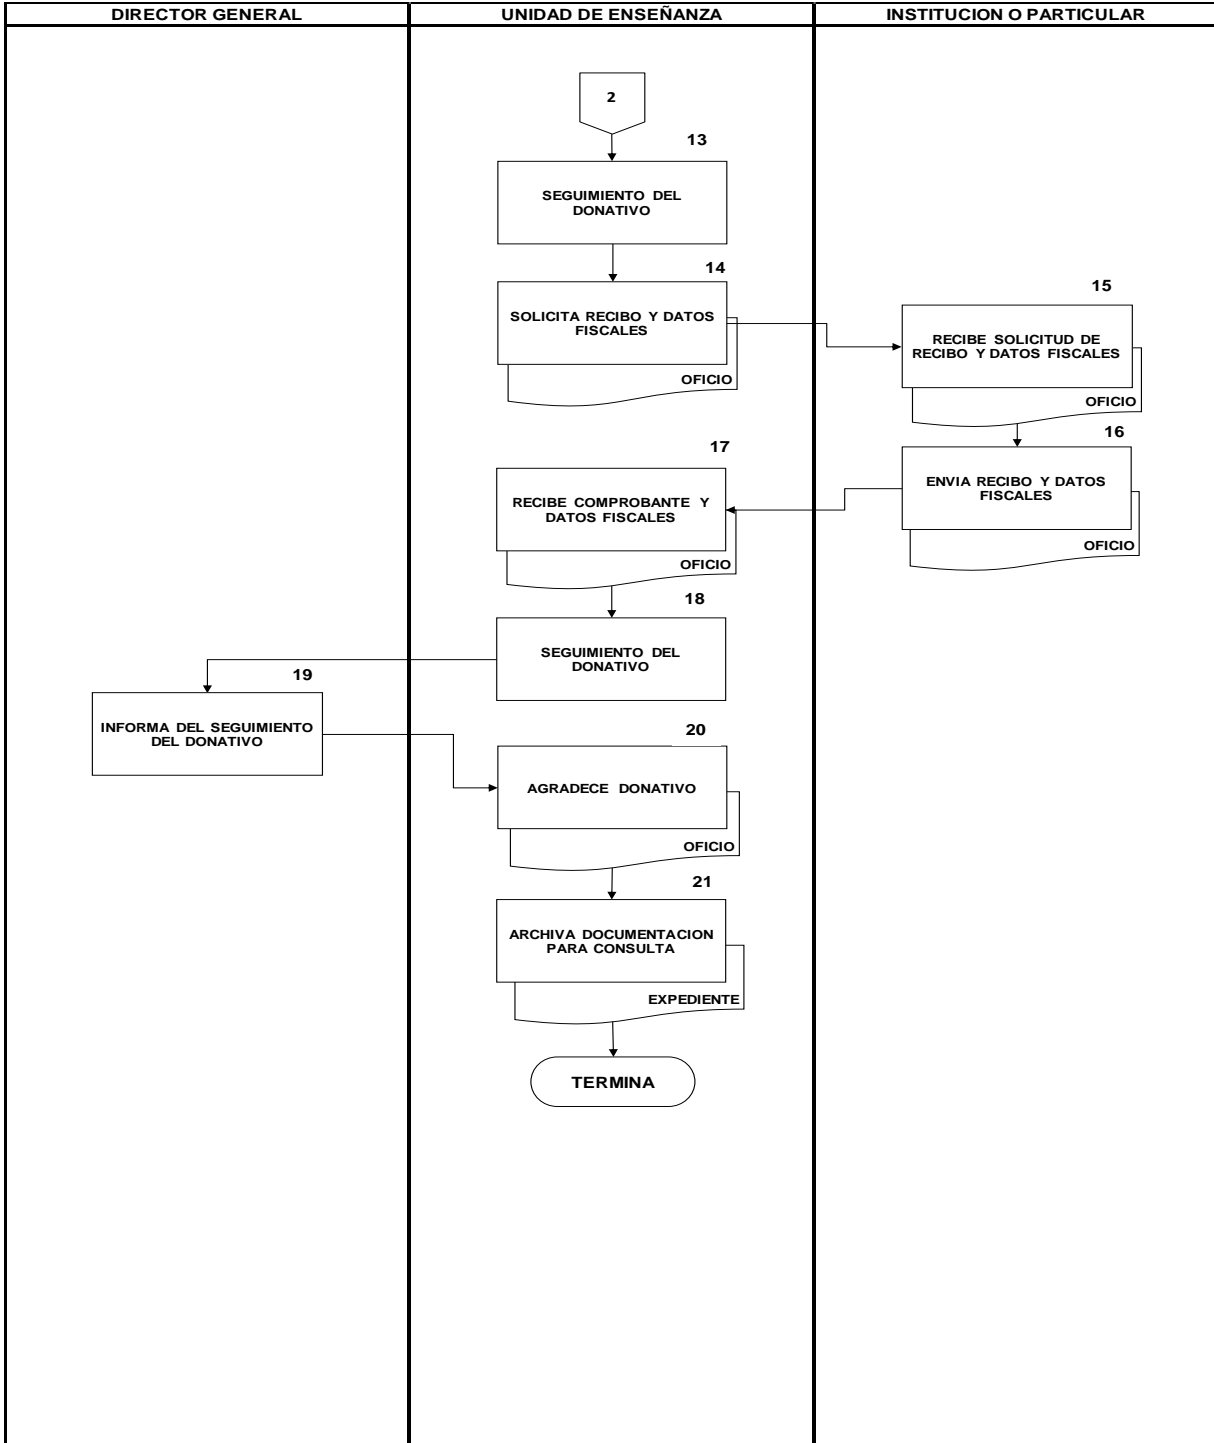 DIRECTOR GENERAL
UNIDAD DE ENSEÑANZA
INSTITUCION O PARTICULAR
2
13
SEGUIMIENTO DEL
DONATIVO
14
SOLICITA RECIBO Y DATOS
FISCALES
OFICIO
15
RECIBE SOLICITUD DE
RECIBO Y DATOS FISCALES
OFICIO
16
ENVIA RECIBO Y DATOS
FISCALES
OFICIO
17
RECIBE COMPROBANTE Y
DATOS FISCALES
OFICIO
18
SEGUIMIENTO DEL
DONATIVO
19
INFORMA DEL SEGUIMIENTO
DEL DONATIVO
20
AGRADECE DONATIVO
OFICIO
21
ARCHIVA DOCUMENTACION
PARA CONSULTA
EXPEDIENTE
TERMINA